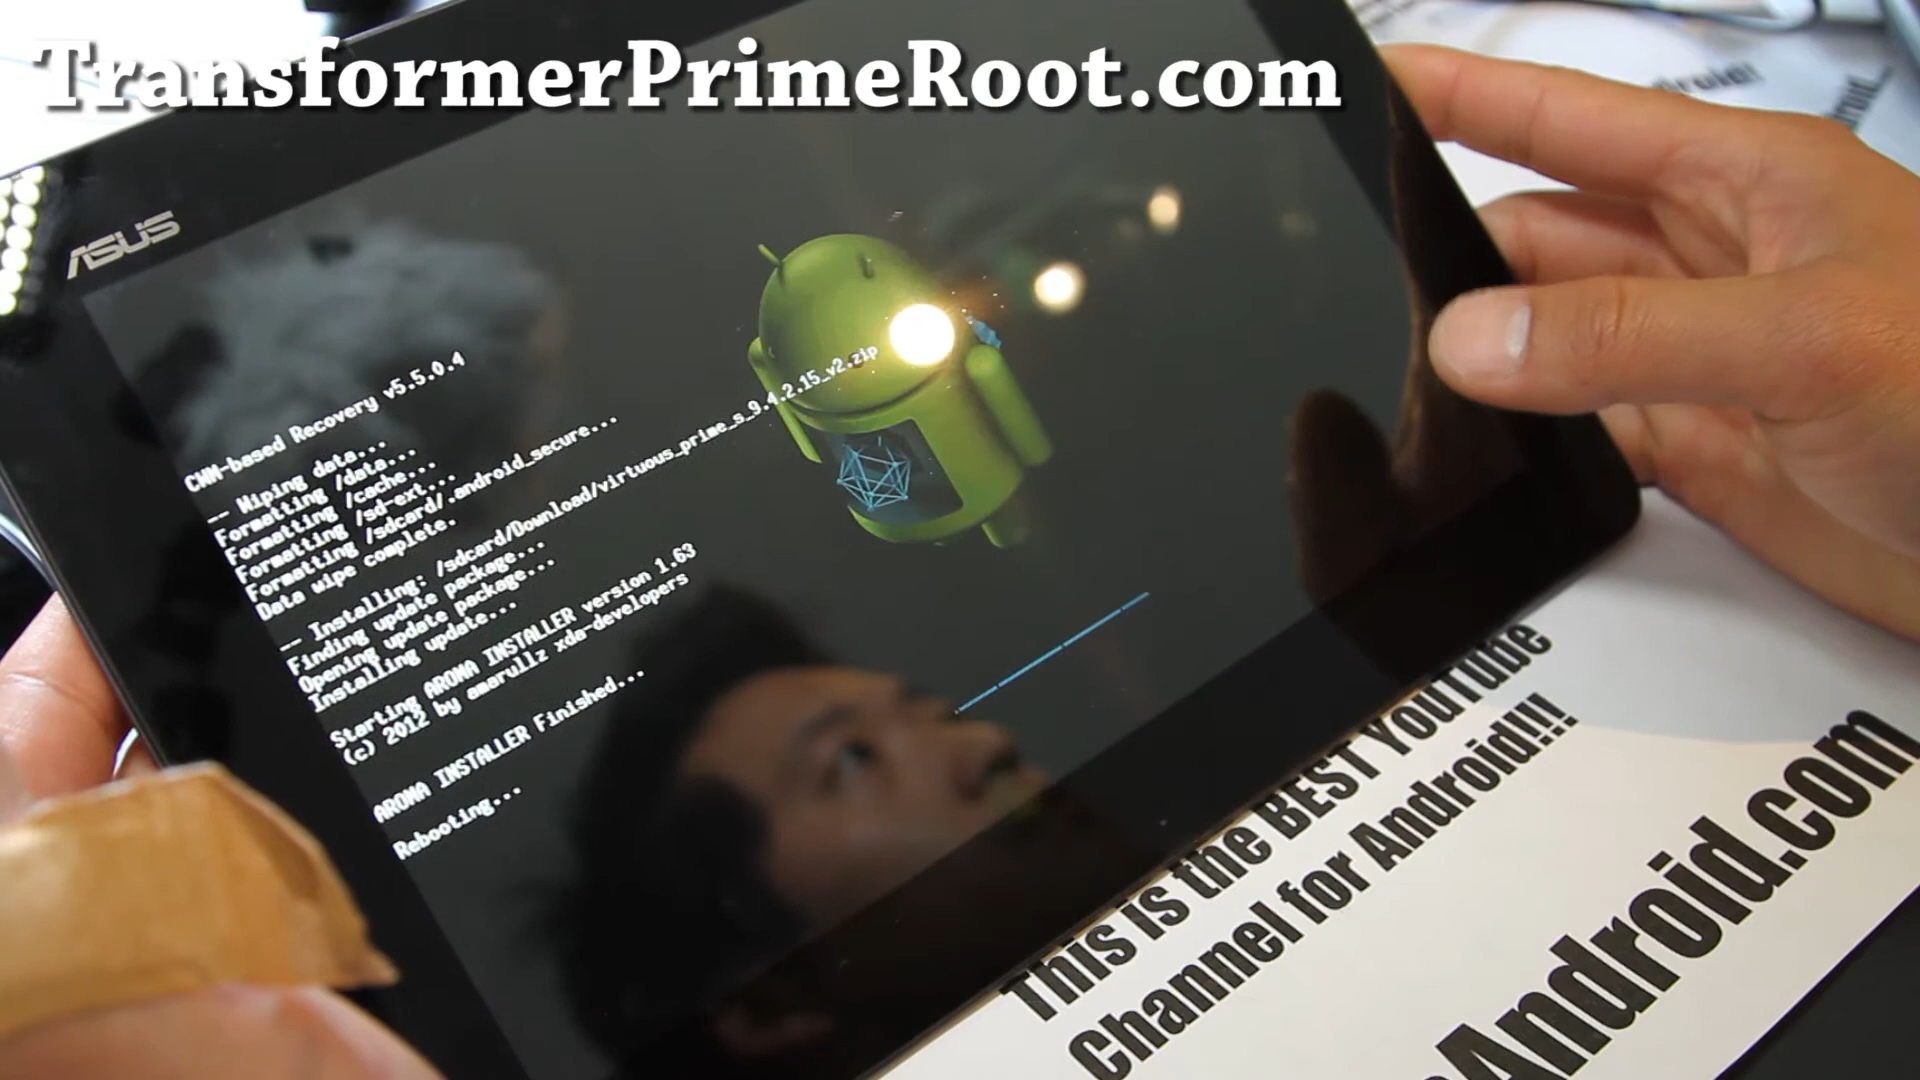 TransformerPrimeRoot.com
ASUS
CWM-based Recovery v5.5.0.4
-- Wiping data...
Formatting /data...
Formatting /cache...
Formatting /sd-ext...
Formatting /sdcard/.android_secure...
Data wipe complete.
-- Installing: /sdcard/Download/virtuous_prime_s_9.4.2.15_v2.zip
Finding update package...
Opening update package...
Installing update...
Starting AROMA INSTALLER version 1.63
(c) 2012 by amarullz xda-developers
AROMA INSTALLER Finished...
Rebooting...
This is the BEST YouTube
Channel for Android!!!
Android.com